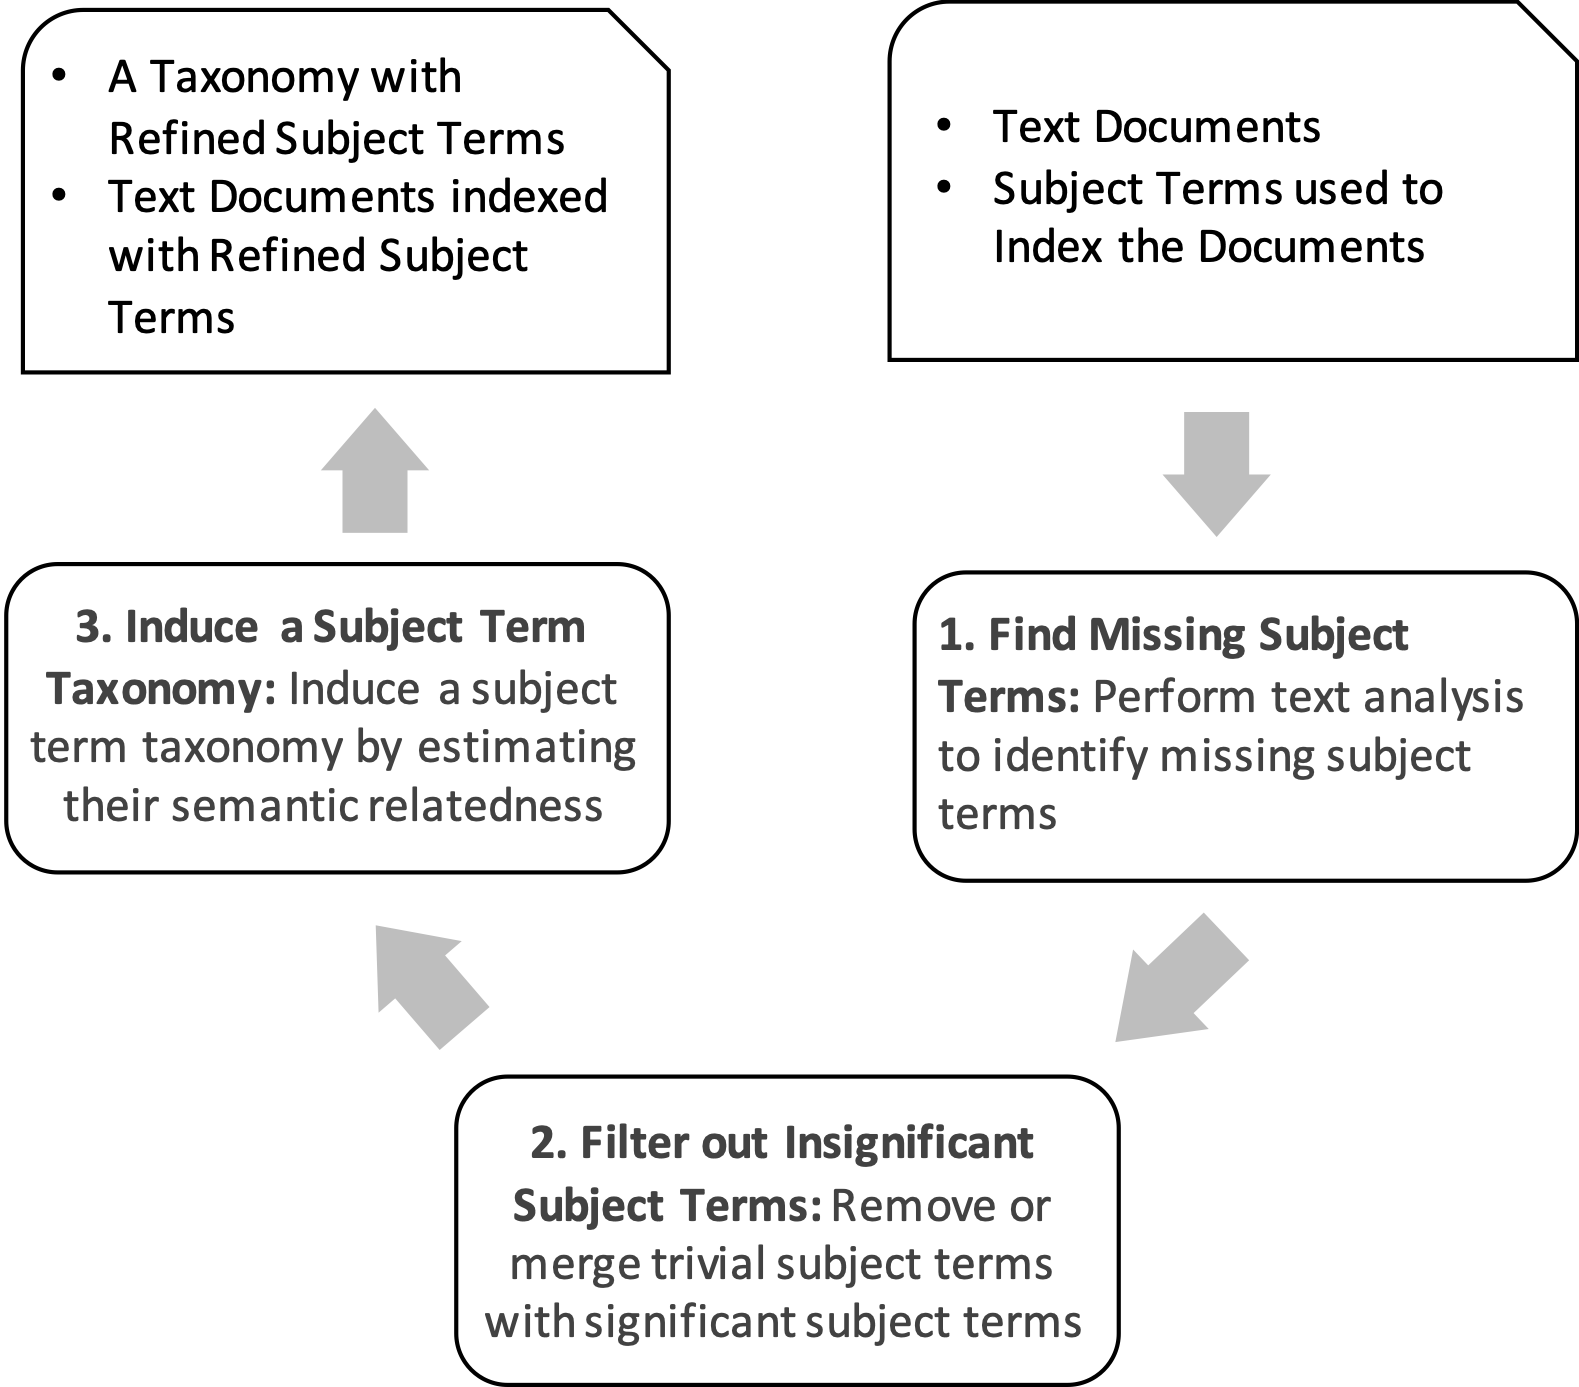 • A Taxonomy with
Refined Subject Terms
• Text Documents indexed
with Refined Subject
Terms
• Text Documents
• Subject Terms used to
Index the Documents
3. Induce a Subject Term
Taxonomy: Induce a subject
term taxonomy by estimating
their semantic relatedness
1. Find Missing Subject
Terms: Perform text analysis
to identify missing subject
terms
2. Filter out Insignificant
Subject Terms: Remove or
merge trivial subject terms
with significant subject terms